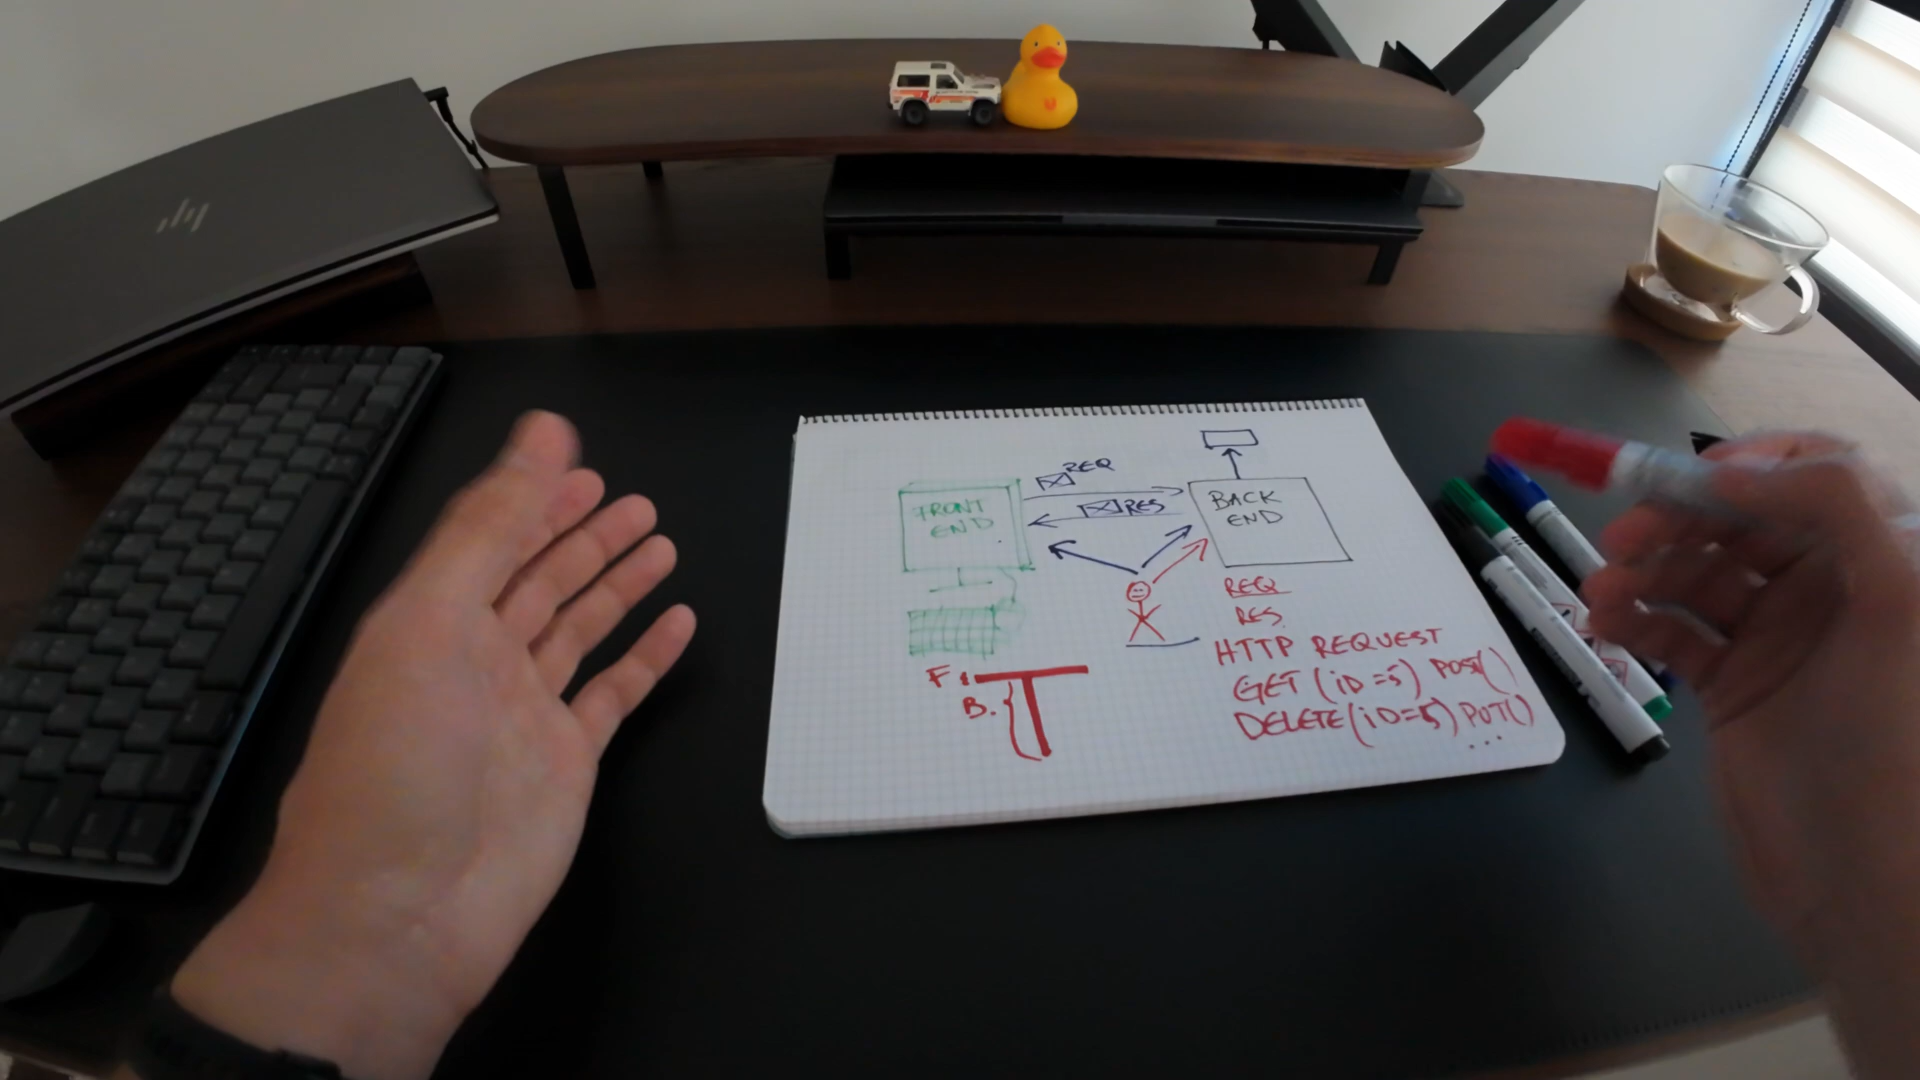 REQ
RES
FRONT
END
BACK
END
REQ
RES
HTTP REQUEST
GET (iD=5) POST()
DELETE (iD=5) PUT()
...
F:
B.